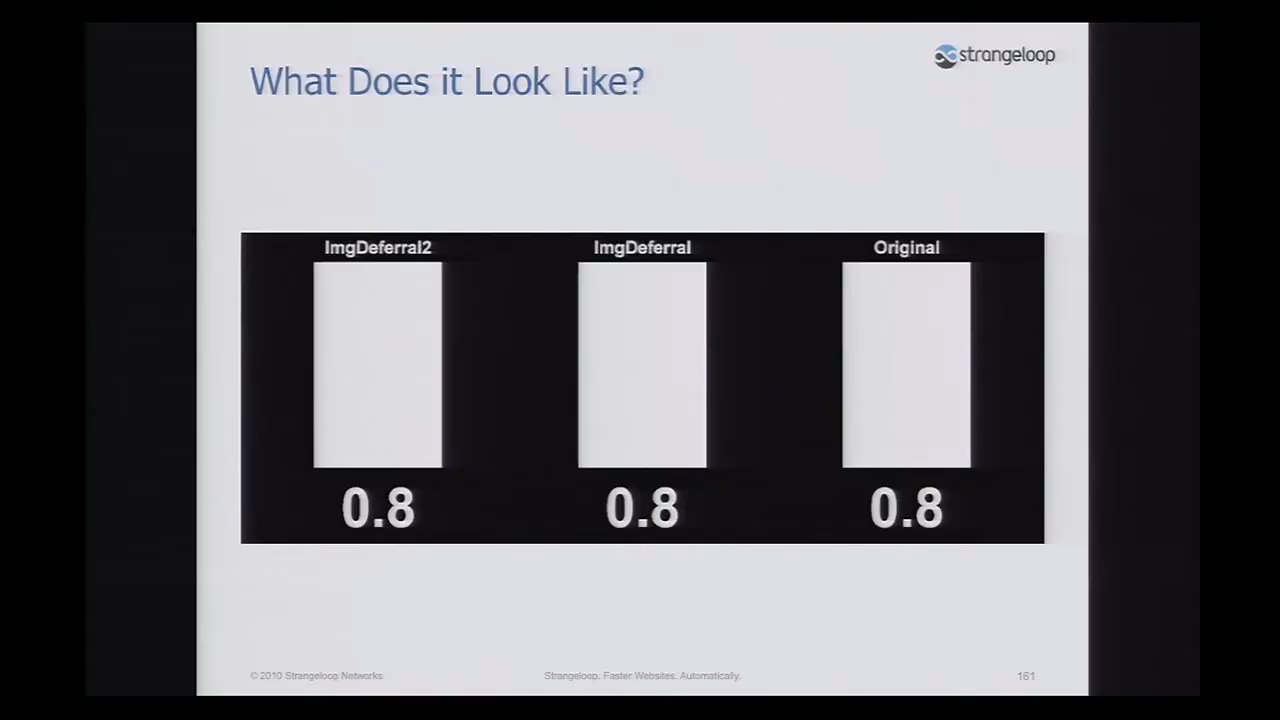 strangeloop
What Does it Look Like?
ImgDeferral2 ImgDeferral Original
0.8 0.8 0.8
© 2010 Strangeloop Networks Strangeloop. Faster Websites. Automatically. 161